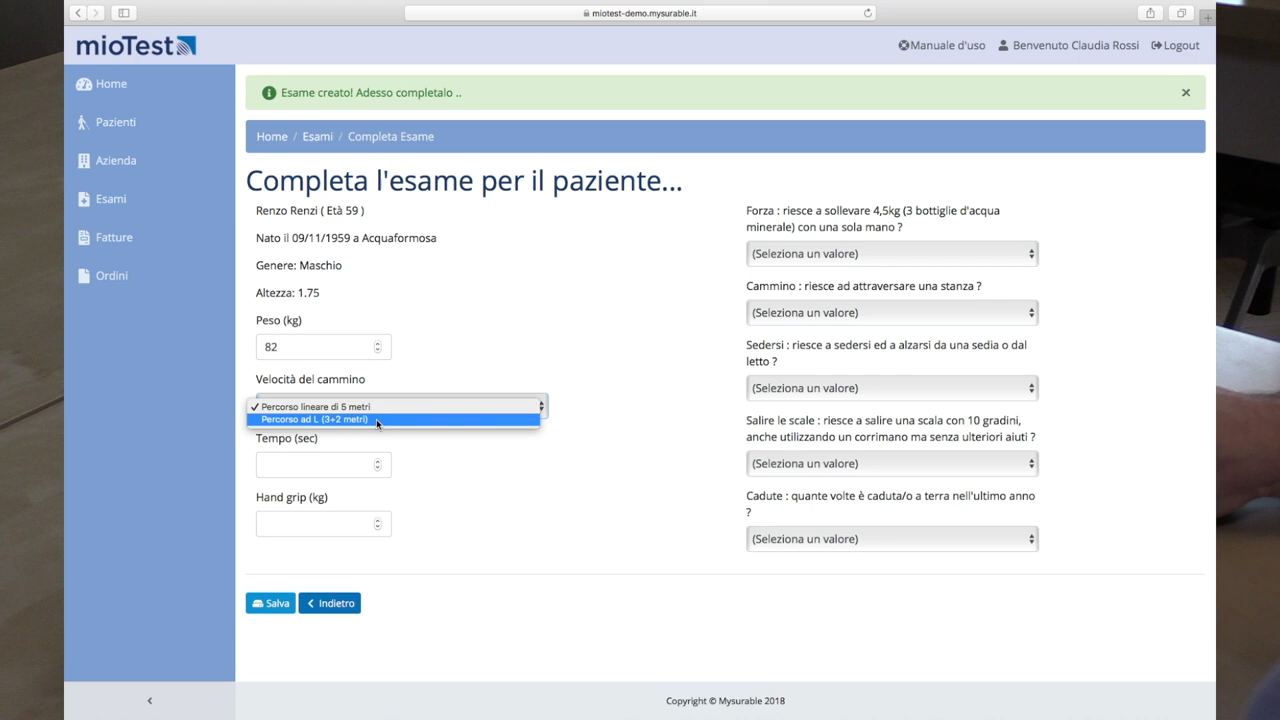 miotest-demo.mysurable.it
mioTest
Manuale d'uso
Benvenuto Claudia Rossi
Logout
Home
Pazienti
Azienda
Esami
Fatture
Ordini
Esame creato! Adesso completalo ..
Home / Esami / Completa Esame
Completa l'esame per il paziente...
Renzo Renzi ( Età 59 )
Nato il 09/11/1959 a Acquaformosa
Genere: Maschio
Altezza: 1.75
Peso (kg)
82
Velocità del cammino
✓ Percorso lineare di 5 metri
Percorso ad L (3+2 metri)
Tempo (sec)
Hand grip (kg)
Forza : riesce a sollevare 4,5kg (3 bottiglie d'acqua
minerale) con una sola mano ?
(Seleziona un valore)
Cammino : riesce ad attraversare una stanza ?
(Seleziona un valore)
Sedersi : riesce a sedersi ed a alzarsi da una sedia o dal
letto ?
(Seleziona un valore)
Salire le scale : riesce a salire una scala con 10 gradini,
anche utilizzando un corrimano ma senza ulteriori aiuti ?
(Seleziona un valore)
Cadute : quante volte è caduta/o a terra nell'ultimo anno
?
(Seleziona un valore)
Salva
Indietro
Copyright © Mysurable 2018